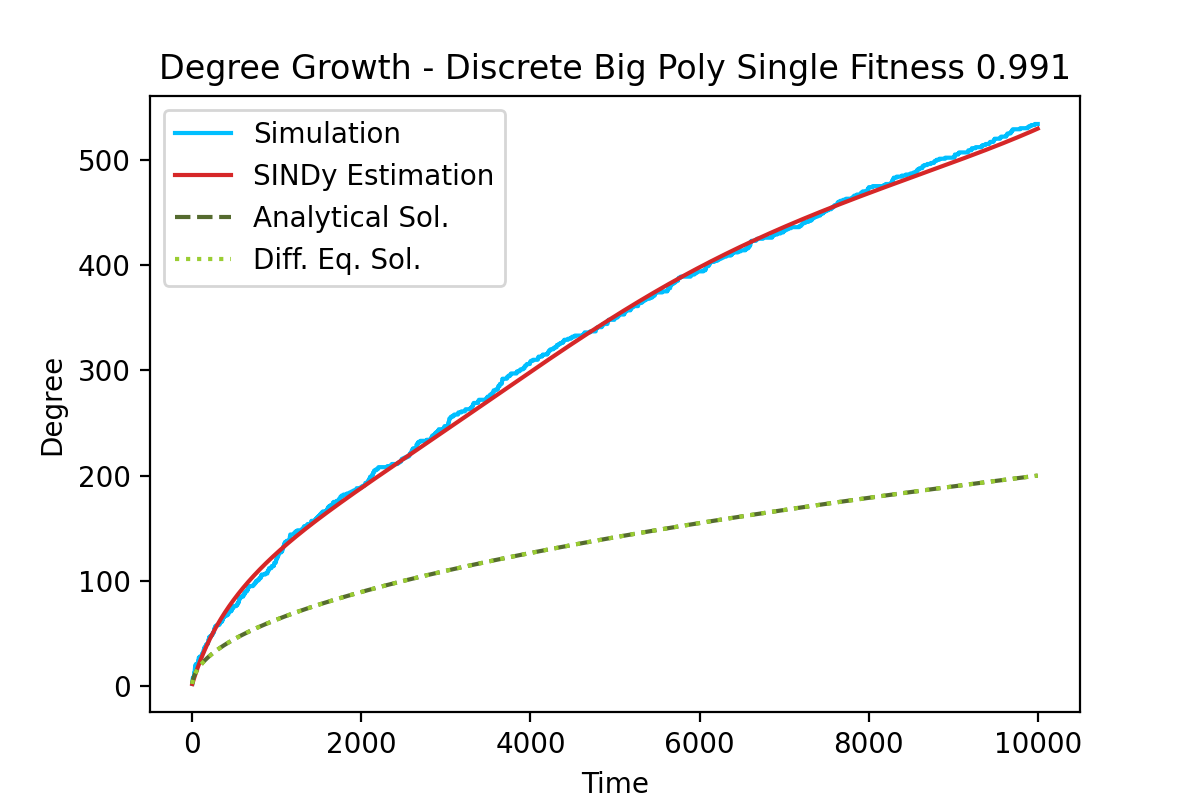 Degree Growth - Discrete Big Poly Single Fitness 0.991
Simulation
SINDy Estimation
Analytical Sol.
Diff. Eq. Sol.
Degree
500
400
300
200
100
0
0 2000 4000 6000 8000 10000
Time